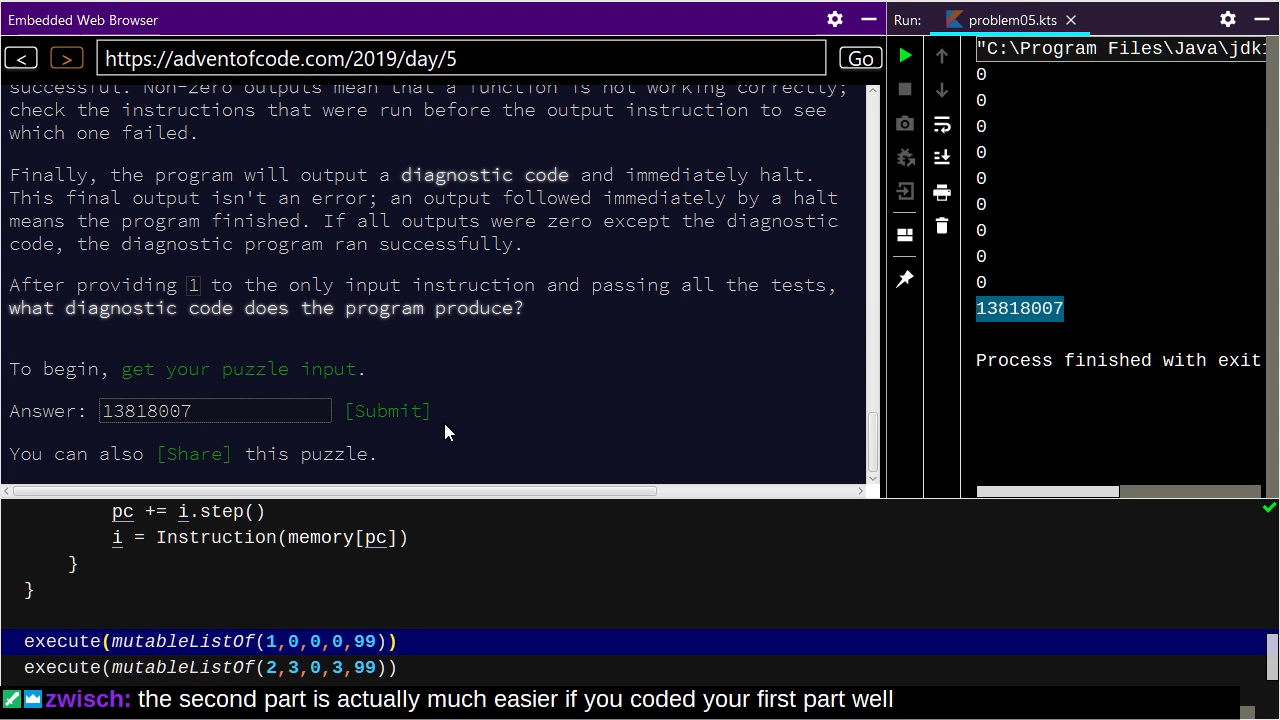 Embedded Web Browser
Run: problem05.kts
< > https://adventofcode.com/2019/day/5 Go
successful. Non-zero outputs mean that a function is not working correctly;
check the instructions that were run before the output instruction to see
which one failed.
Finally, the program will output a diagnostic code and immediately halt.
This final output isn't an error; an output followed immediately by a halt
means the program finished. If all outputs were zero except the diagnostic
code, the diagnostic program ran successfully.
After providing 1 to the only input instruction and passing all the tests,
what diagnostic code does the program produce?
To begin, get your puzzle input.
Answer: 13818007 [Submit]
You can also [Share] this puzzle.
"C:\Program Files\Java\jdk1
0
0
0
0
0
0
0
0
0
13818007
Process finished with exit
pc += i.step()
i = Instruction(memory[pc])
}
}
execute(mutableListOf(1,0,0,0,99))
execute(mutableListOf(2,3,0,3,99))
zwisch: the second part is actually much easier if you coded your first part well